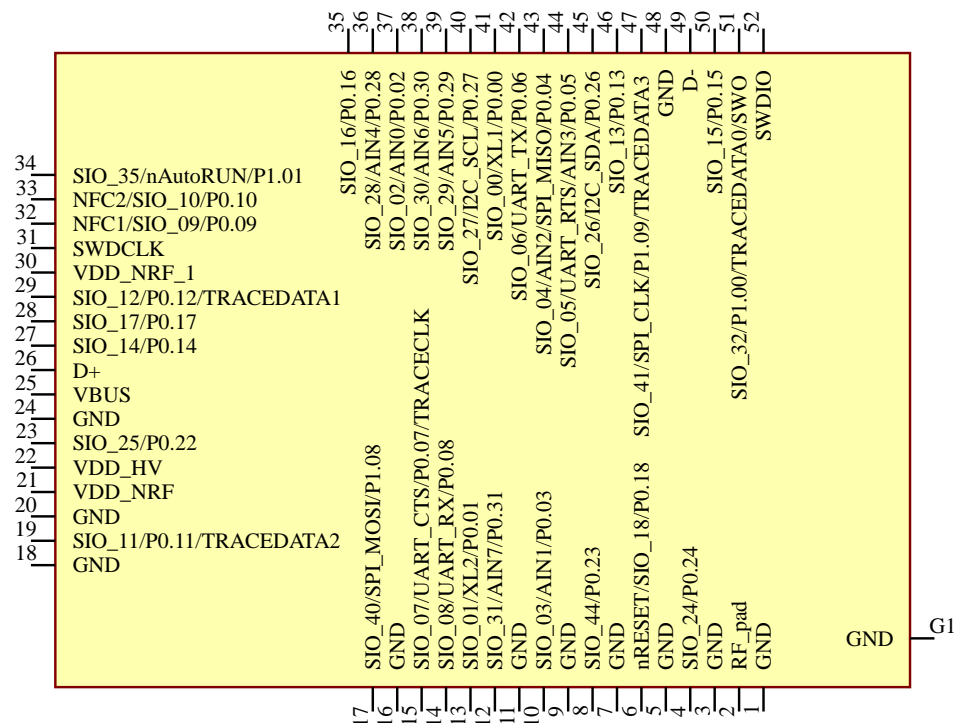 35
36
37
38
39
40
41
42
43
44
45
46
47
48
49
50
51
52
SIO_16/P0.16
SIO_28/AIN4/P0.28
SIO_02/AIN0/P0.02
SIO_30/AIN6/P0.30
SIO_29/AIN5/P0.29
SIO_27/I2C_SCL/P0.27
SIO_00/XL1/P0.00
SIO_06/UART_TX/P0.06
SIO_04/AIN2/SPI_MISO/P0.04
SIO_05/UART_RTS/AIN3/P0.05
SIO_26/I2C_SDA/P0.26
SIO_13/P0.13
SIO_41/SPI_CLK/P1.09/TRACEDATA3
GND
D-
SIO_15/P0.15
SIO_32/P1.00/TRACEDATA0/SWO
SWDIO
34 SIO_35/nAutoRUN/P1.01
33 NFC2/SIO_10/P0.10
32 NFC1/SIO_09/P0.09
31 SWDCLK
30 VDD_NRF_1
29 SIO_12/P0.12/TRACEDATA1
28 SIO_17/P0.17
27 SIO_14/P0.14
26 D+
25 VBUS
24 GND
23 SIO_25/P0.22
22 VDD_HV
21 VDD_NRF
20 GND
19 SIO_11/P0.11/TRACEDATA2
18 GND
SIO_40/SPI_MOSI/P1.08
GND
SIO_07/UART_CTS/P0.07/TRACECLK
SIO_08/UART_RX/P0.08
SIO_01/XL2/P0.01
SIO_31/AIN7/P0.31
GND
SIO_03/AIN1/P0.03
GND
SIO_44/P0.23
GND
nRESET/SIO_18/P0.18
GND
SIO_24/P0.24
GND
RF_pad
GND
GND G1
17
16
15
14
13
12
11
10
9
8
7
6
5
4
3
2
1